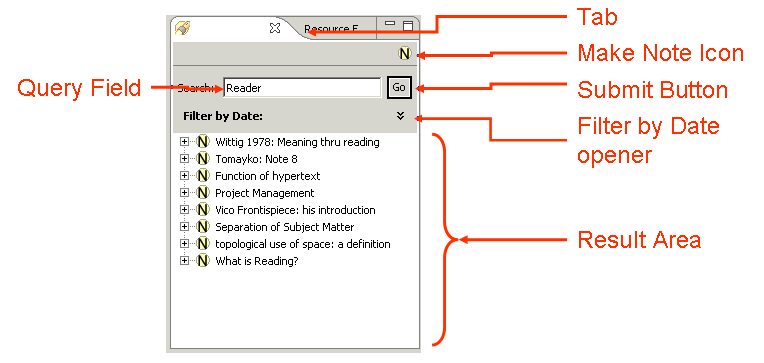 Tab
Resource E
N
Make Note Icon
Query Field
Search:
Reader
Go
Submit Button
Filter by Date:
Filter by Date
opener
N Wittig 1978: Meaning thru reading
N Tomayko: Note 8
N Function of hypertext
N Project Management
N Vico Frontispiece: his introduction
N Separation of Subject Matter
N topological use of space: a definition
N What is Reading?
Result Area